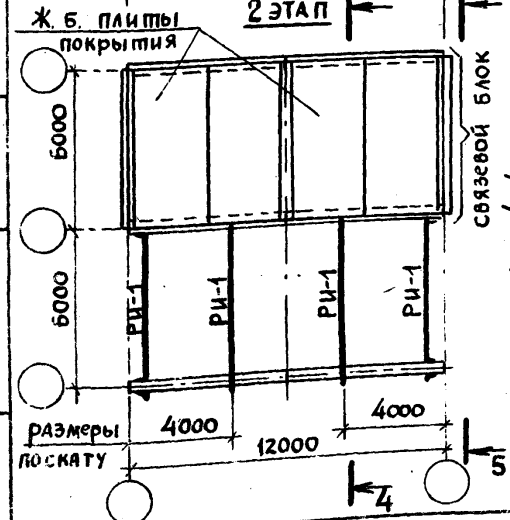 Ж.б. плиты
покрытия
2 ЭТАП
связевой блок
6000
6000
РИ-1
РИ-1
РИ-1
РИ-1
размеры
по скату
4000
4000
12000
4
5